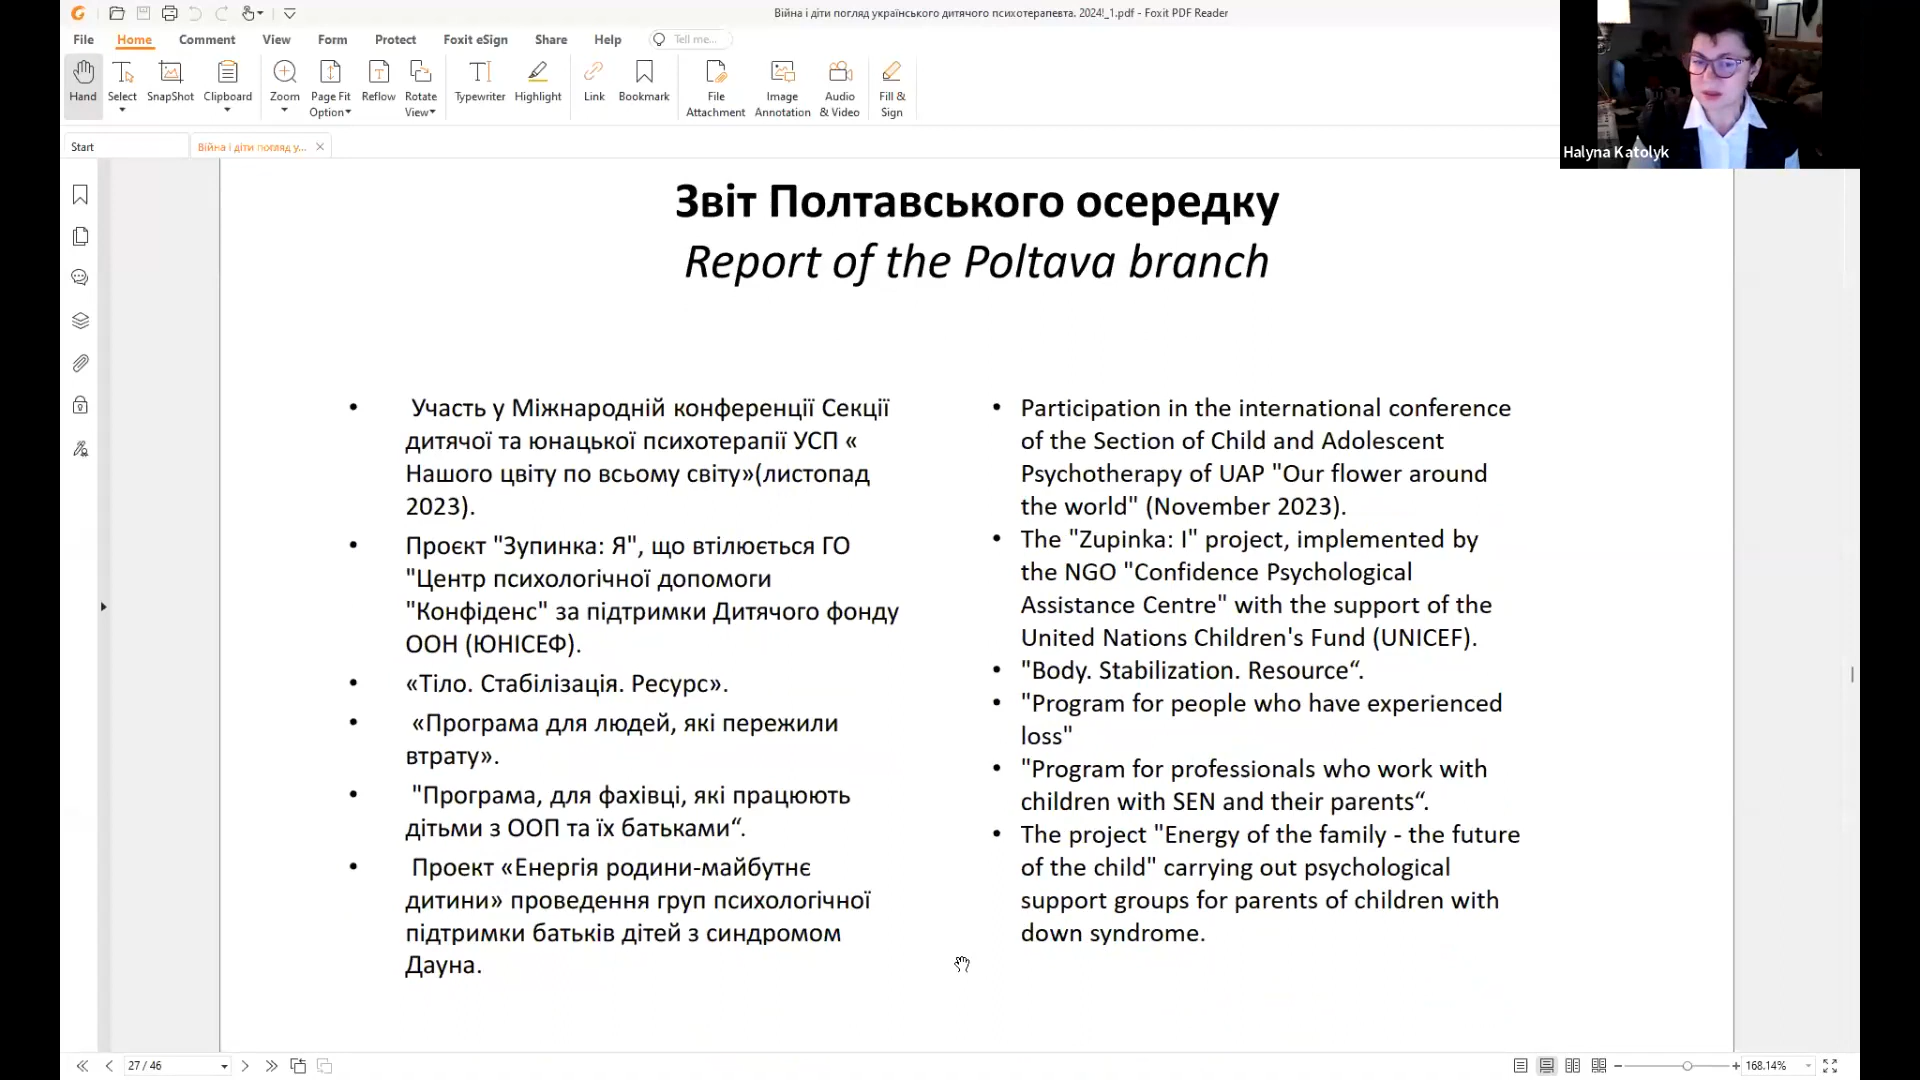 Війна і діти погляд українського дитячого психотерапевта. 2024!_1.pdf - Foxit PDF Reader
File Home Comment View Form Protect Foxit eSign Share Help Tell me...
Hand Select SnapShot Clipboard Zoom Page Fit Option Reflow Rotate View Typewriter Highlight Link Bookmark File Attachment Image Annotation Audio & Video Fill & Sign
Halyna Katolyk
Start Війна і діти погляд у...
Звіт Полтавського осередку
Report of the Poltava branch
• Участь у Міжнародній конференції Секції
дитячої та юнацької психотерапії УСП «
Нашого цвіту по всьому світу»(листопад
2023).
• Проєкт "Зупинка: Я", що втілюється ГО
"Центр психологічної допомоги
"Конфіденс" за підтримки Дитячого фонду
ООН (ЮНІСЕФ).
• «Тіло. Стабілізація. Ресурс».
• «Програма для людей, які пережили
втрату».
• "Програма, для фахівці, які працюють
дітьми з ООП та їх батьками“.
• Проект «Енергія родини-майбутнє
дитини» проведення груп психологічної
підтримки батьків дітей з синдромом
Дауна.
• Participation in the international conference
of the Section of Child and Adolescent
Psychotherapy of UAP "Our flower around
the world" (November 2023).
• The "Zupinka: I" project, implemented by
the NGO "Confidence Psychological
Assistance Centre" with the support of the
United Nations Children's Fund (UNICEF).
• "Body. Stabilization. Resource“.
• "Program for people who have experienced
loss"
• "Program for professionals who work with
children with SEN and their parents“.
• The project "Energy of the family - the future
of the child" carrying out psychological
support groups for parents of children with
down syndrome.
27 / 46
168.14%